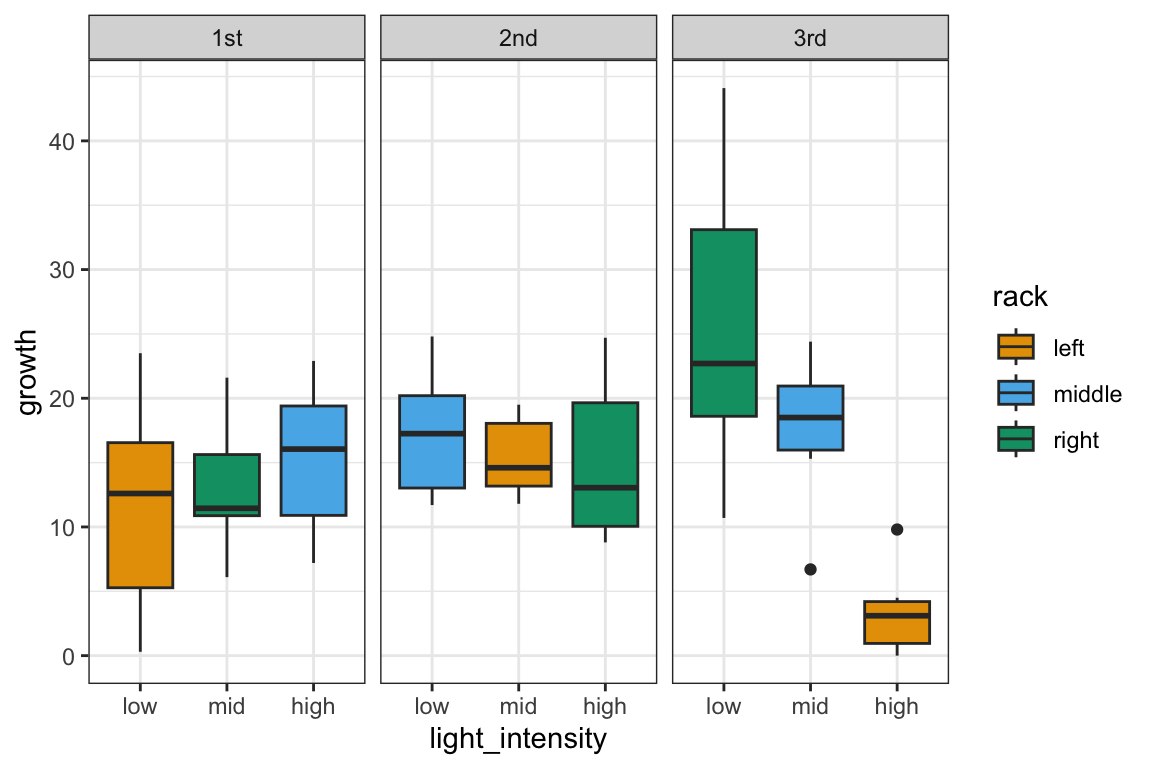 1st 2nd 3rd
growth
40
30
20
10
0
low mid high low mid high low mid high
light_intensity
rack
left
middle
right